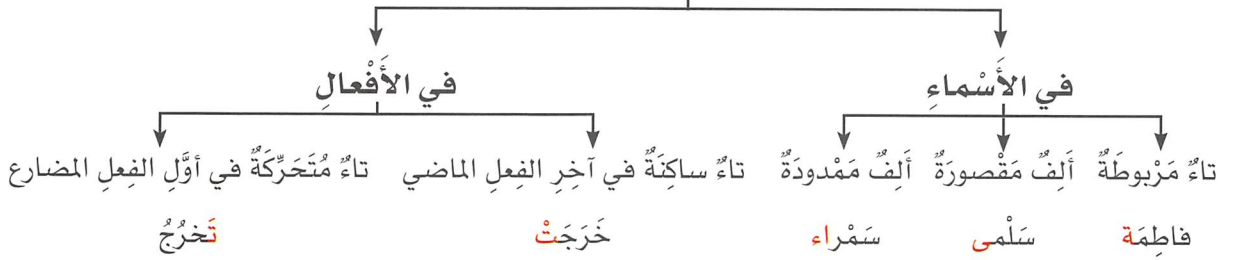 في الأَسْماءِ في الأَفْعالِ
تاءٌ مَرْبوطَةٌ أَلِفٌ مَقْصورَةٌ أَلِفٌ مَمْدودَةٌ تاءٌ ساكِنَةٌ في آخِرِ الفِعلِ الماضي تاءٌ مُتَحَرِّكَةٌ في أوَّلِ الفِعلِ المضارع
فاطِمَة سَلْمى سَمْراء خَرَجَتْ تَخرُجُ